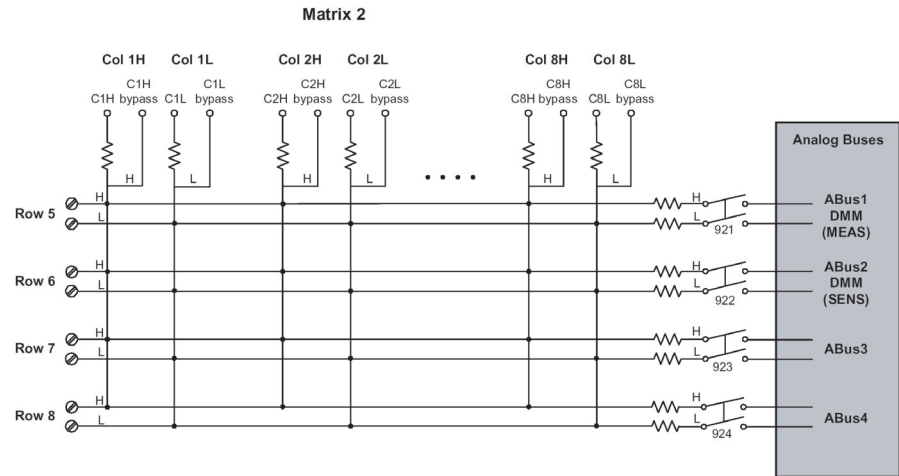 Matrix 2
Col 1H Col 1L Col 2H Col 2L Col 8H Col 8L
C1H C1L C2H C2L C8H C8L
C1H bypass C1L bypass C2H bypass C2L bypass C8H bypass C8L bypass
H L H L H L
Analog Buses
Row 5
H
L
H
L
921
ABus1
DMM
(MEAS)
Row 6
H
L
H
L
922
ABus2
DMM
(SENS)
Row 7
H
L
H
L
923
ABus3
Row 8
H
L
H
L
924
ABus4